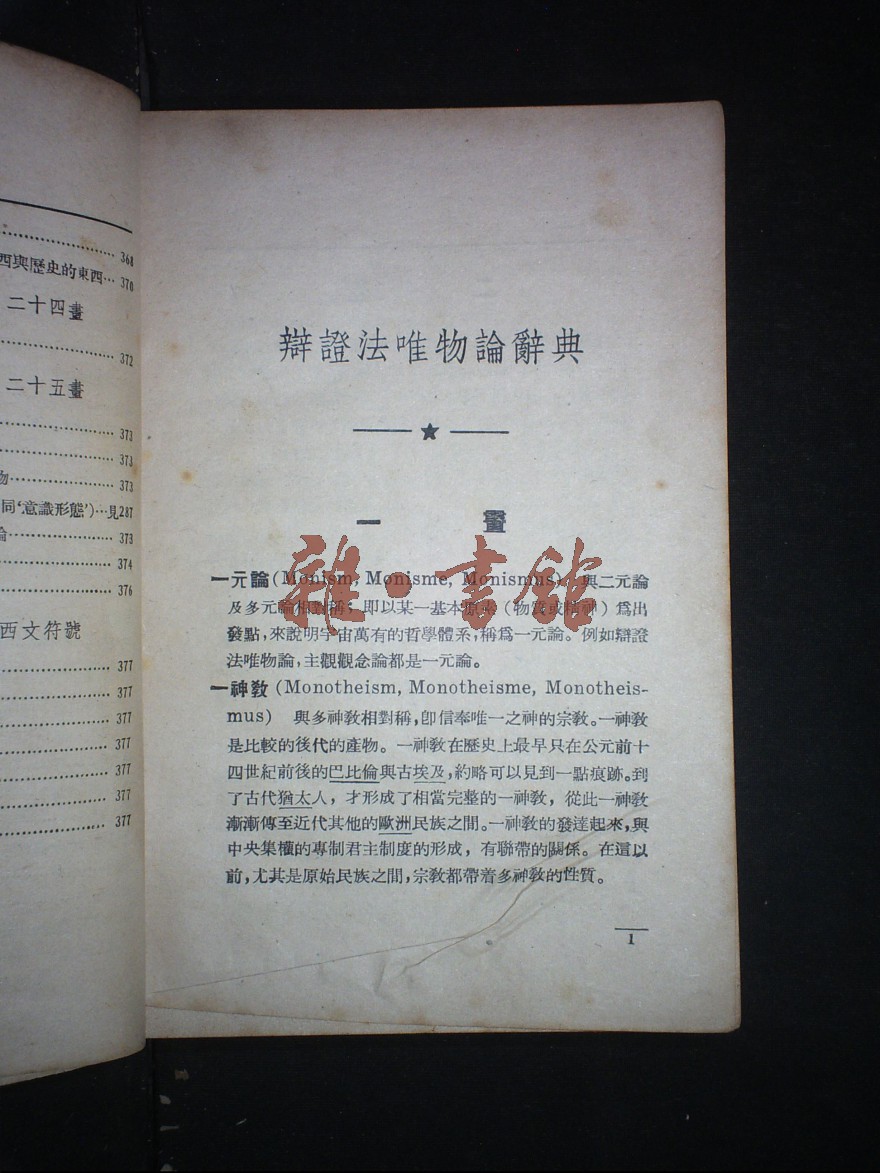 368
西與歷史的東西… 370
二十四畫
372
二十五畫
373
373
物 373
同‘意識形態’)…見287
論 373
374
376
西文符號
377
377
377
377
377
377
377
辯證法唯物論辭典
★
一 畫
雜·書館
一元論(Monism, Monisme, Monismus) 與二元論
及多元論相對稱；即以某一基本原素(物質或精神)爲出
發點，來說明宇宙萬有的哲學體系，稱爲一元論。例如辯證
法唯物論，主觀觀念論都是一元論。
一神敎(Monotheism, Monotheisme, Monotheis-
mus) 與多神敎相對稱，卽信奉唯一之神的宗敎。一神敎
是比較的後代的產物。一神敎在歷史上最早只在公元前十
四世紀前後的巴比倫與古埃及，約略可以見到一點痕跡。到
了古代猶太人，才形成了相當完整的一神敎，從此一神敎
漸漸傳至近代其他的歐洲民族之間。一神敎的發達起來，與
中央集權的專制君主制度的形成，有聯帶的關係。在這以
前，尤其是原始民族之間，宗敎都帶着多神敎的性質。
1